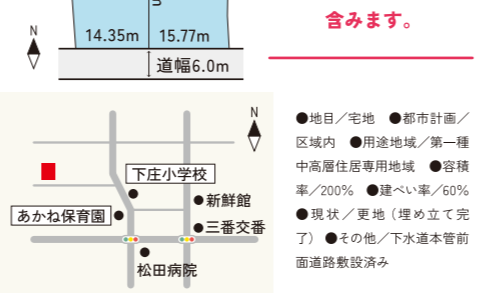 含みます。
14.35m 15.77m
N
道幅6.0m
N
下庄小学校
新鮮館
あかね保育園
三番交番
松田病院
●地目／宅地 ●都市計画／
区域内 ●用途地域／第一種
中高層住居専用地域 ●容積
率／200% ●建ぺい率／60%
●現状／更地（埋め立て完
了） ●その他／下水道本管前
面道路敷設済み